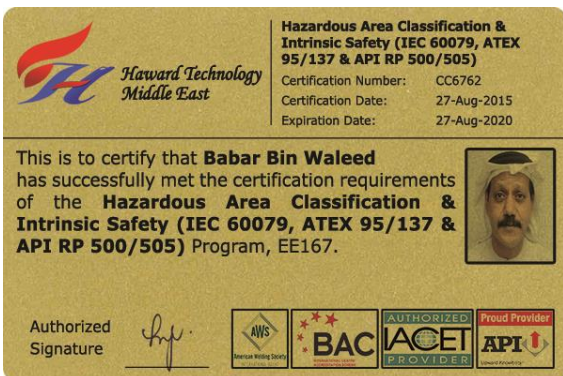 Haward Technology
Middle East
Hazardous Area Classification &
Intrinsic Safety (IEC 60079, ATEX
95/137 & API RP 500/505)
Certification Number: CC6762
Certification Date: 27-Aug-2015
Expiration Date: 27-Aug-2020
This is to certify that Babar Bin Waleed
has successfully met the certification requirements
of the Hazardous Area Classification &
Intrinsic Safety (IEC 60079, ATEX 95/137 &
API RP 500/505) Program, EE167.
Authorized
Signature
AWS
American Welding Society
BAC
AUTHORIZED
IACET
PROVIDER
Proud Provider
API